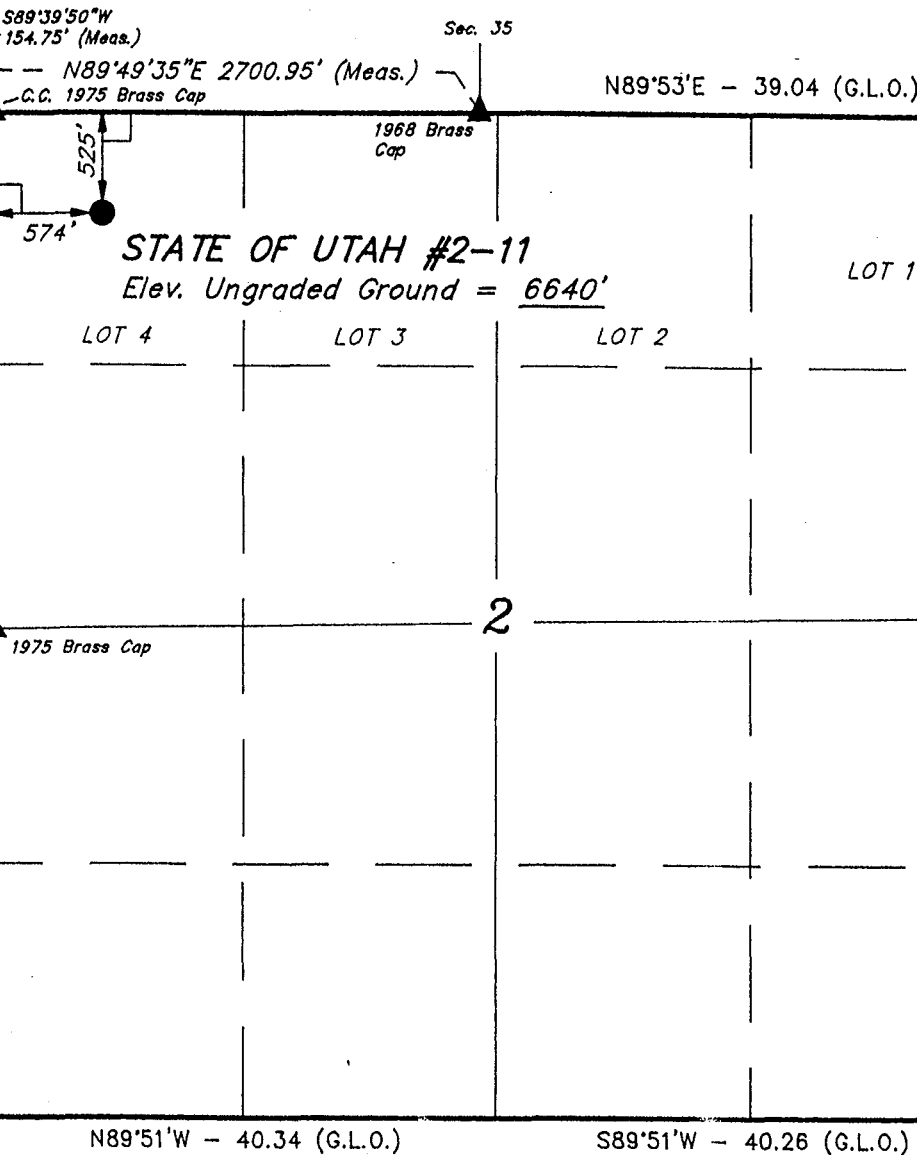 S89°39'50"W
154.75' (Meas.)
Sec. 35
N89°49'35"E 2700.95' (Meas.)
N89°53'E - 39.04 (G.L.O.)
C.C. 1975 Brass Cap
1968 Brass
Cap
525'
574'
STATE OF UTAH #2-11
Elev. Ungraded Ground = 6640'
LOT 1
LOT 4
LOT 3
LOT 2
2
1975 Brass Cap
N89°51'W - 40.34 (G.L.O.)
S89°51'W - 40.26 (G.L.O.)